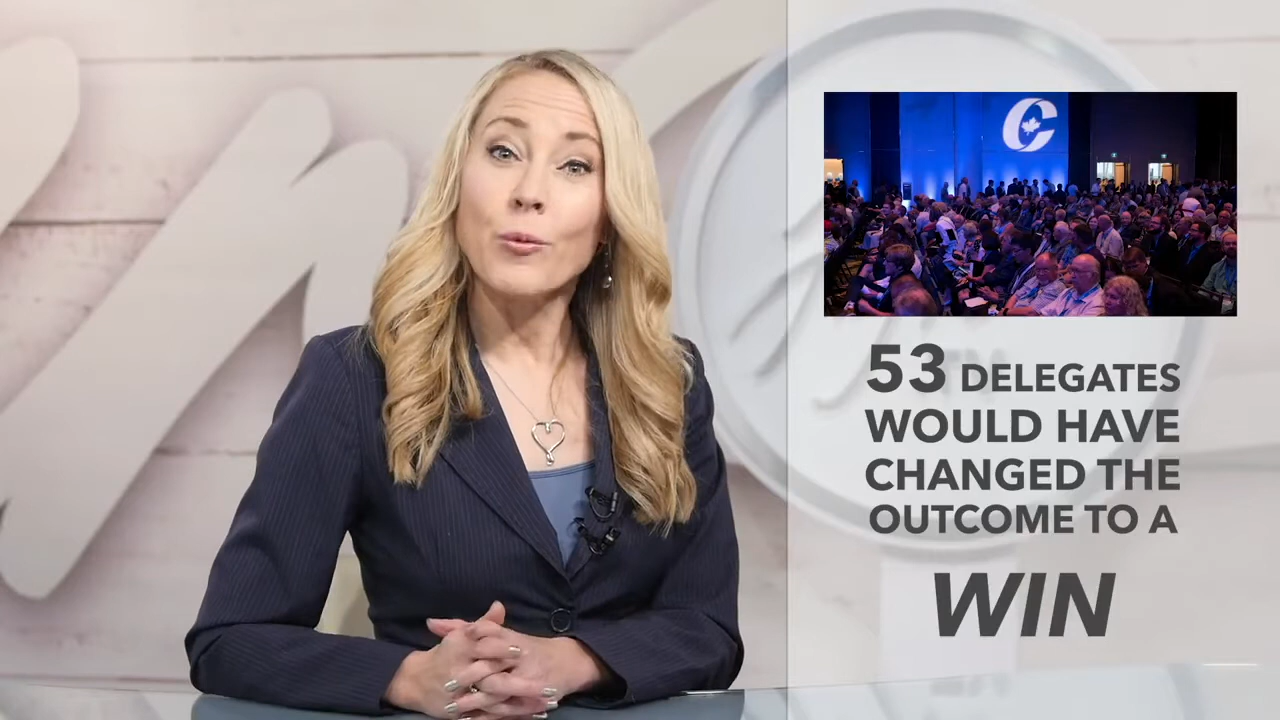 53 DELEGATES
WOULD HAVE
CHANGED THE
OUTCOME TO A
WIN